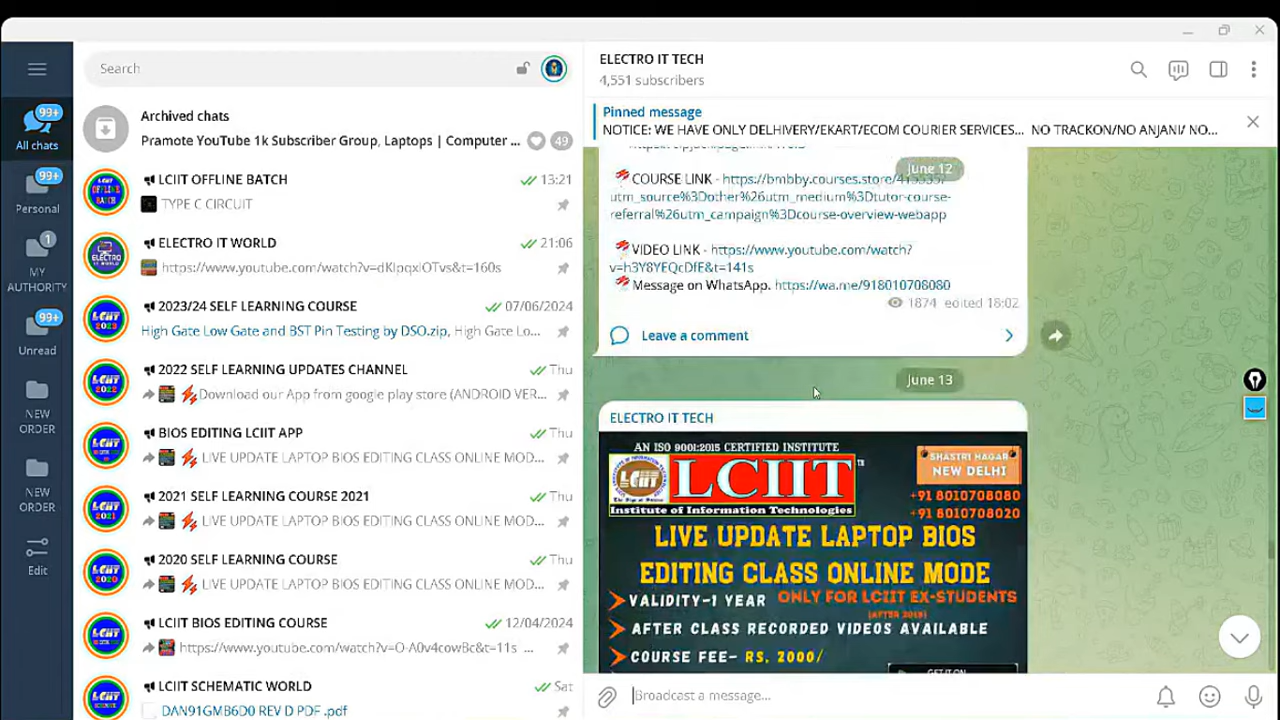 Search
99+
All chats
99+
Personal
1
MY
AUTHORITY
99+
Unread
NEW
ORDER
NEW
ORDER
Edit
Archived chats
Pramote YouTube 1k Subscriber Group, Laptops | Computer ...
49
LCIIT OFFLINE BATCH
13:21
TYPE C CIRCUIT
ELECTRO IT WORLD
21:06
https://www.youtube.com/watch?v=dKIpqxIOTvs&t=160s
2023/24 SELF LEARNING COURSE
07/06/2024
High Gate Low Gate and BST Pin Testing by DSO.zip, High Gate Lo...
2022 SELF LEARNING UPDATES CHANNEL
Thu
Download our App from google play store (ANDROID VER...
BIOS EDITING LCIIT APP
Thu
LIVE UPDATE LAPTOP BIOS EDITING CLASS ONLINE MOD...
2021 SELF LEARNING COURSE 2021
Thu
LIVE UPDATE LAPTOP BIOS EDITING CLASS ONLINE MOD...
2020 SELF LEARNING COURSE
Thu
LIVE UPDATE LAPTOP BIOS EDITING CLASS ONLINE MOD...
LCIIT BIOS EDITING COURSE
12/04/2024
https://www.youtube.com/watch?v=O-A0v4cowBc&t=11s ...
LCIIT SCHEMATIC WORLD
Sat
DAN91GMB6D0 REV D PDF .pdf
ELECTRO IT TECH
4,551 subscribers
Pinned message
NOTICE: WE HAVE ONLY DELHIVERY/EKART/ECOM COURIER SERVICES... NO TRACKON/NO ANJANI/ NO...
June 12
COURSE LINK - https://bmbby.courses.store/
utm_source%3Dother%26utm_medium%3Dtutor-course-
referral%26utm_campaign%3Dcourse-overview-webapp
VIDEO LINK - https://www.youtube.com/watch?
v=h3Y8YEQcDfE&t=141s
Message on WhatsApp. https://wa.me/918010708080
1874 edited 18:02
Leave a comment
June 13
ELECTRO IT TECH
AN ISO 9001:2015 CERTIFIED INSTITUTE
LCIIT
Institute of Information Technologies
SHASTRI NAGAR
NEW DELHI
+91 8010708080
+91 8010708020
LIVE UPDATE LAPTOP BIOS
EDITING CLASS ONLINE MODE
VALIDITY-1 YEAR ONLY FOR LCIIT EX-STUDENTS
AFTER CLASS RECORDED VIDEOS AVAILABLE
COURSE FEE- RS. 2000/
GET IT ON
Broadcast a message...